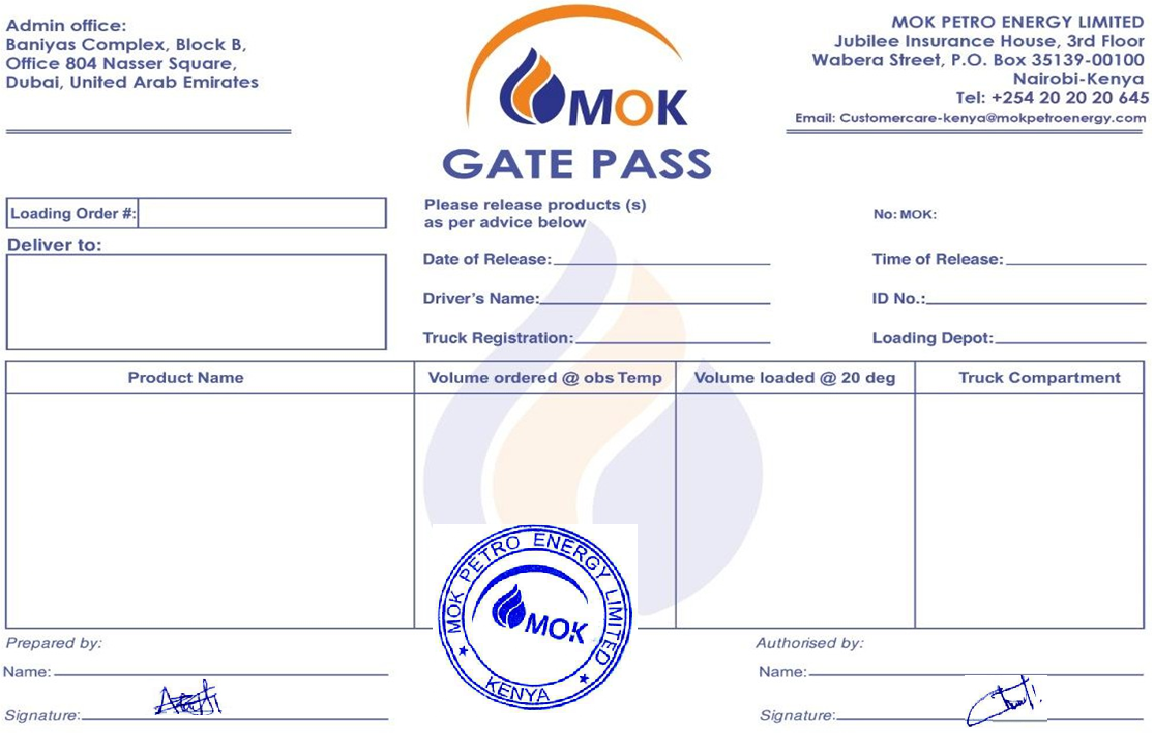 Admin office:
Baniyas Complex, Block B,
Office 804 Nasser Square,
Dubai, United Arab Emirates
MOK
MOK PETRO ENERGY LIMITED
Jubilee Insurance House, 3rd Floor
Wabera Street, P.O. Box 35139-00100
Nairobi-Kenya
Tel: +254 20 20 20 645
Email: Customercare-kenya@mokpetroenergy.com
GATE PASS
Loading Order #:
Deliver to:
Please release products (s)
as per advice below
No: MOK:
Date of Release:
Time of Release:
Driver's Name:
ID No.:
Truck Registration:
Loading Depot:
Product Name
Volume ordered @ obs Temp
Volume loaded @ 20 deg
Truck Compartment
MOK PETRO ENERGY LIMITED
MOK
KENYA
Prepared by:
Authorised by:
Name:
Name:
Signature:
Signature: